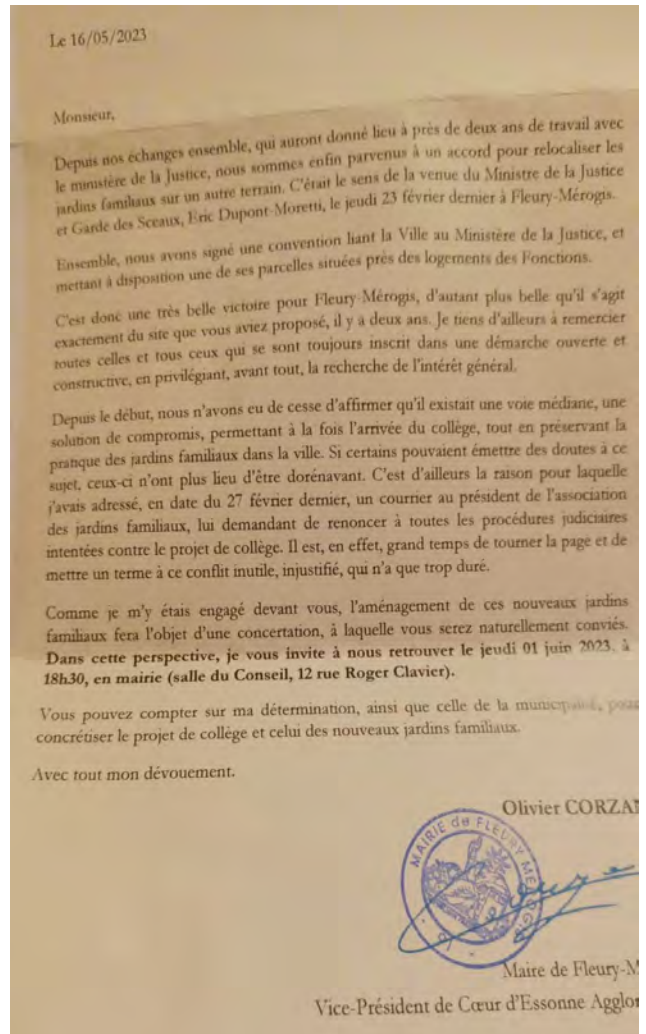 Le 16/05/2023
Monsieur,
Depuis nos échanges ensemble, qui auront donné lieu à près de deux ans de travail avec
le ministère de la Justice, nous sommes enfin parvenus à un accord pour relocaliser les
jardins familiaux sur un autre terrain. C'était le sens de la venue du Ministre de la Justice
et Garde des Sceaux, Eric Dupont-Moretti, le jeudi 23 février dernier à Fleury-Mérogis.
Ensemble, nous avons signé une convention liant la Ville au Ministère de la Justice, et
mettant à disposition une de ses parcelles situées près des logements des Fonctions.
C'est donc une très belle victoire pour Fleury-Mérogis, d'autant plus belle qu'il s'agit
exactement du site que vous aviez proposé, il y a deux ans. Je tiens d'ailleurs à remercier
toutes celles et tous ceux qui se sont toujours inscrit dans une démarche ouverte et
constructive, en privilégiant, avant tout, la recherche de l'intérêt général.
Depuis le début, nous n'avons eu de cesse d'affirmer qu'il existait une voie médiane, une
solution de compromis, permettant à la fois l'arrivée du collège, tout en préservant la
pratique des jardins familiaux dans la ville. Si certains pouvaient émettre des doutes à ce
sujet, ceux-ci n'ont plus lieu d'être dorénavant. C'est d'ailleurs la raison pour laquelle
j'avais adressé, en date du 27 février dernier, un courrier au président de l'association
des jardins familiaux, lui demandant de renoncer à toutes les procédures judiciaires
intentées contre le projet de collège. Il est, en effet, grand temps de tourner la page et de
mettre un terme à ce conflit inutile, injustifié, qui n'a que trop duré.
Comme je m'y étais engagé devant vous, l'aménagement de ces nouveaux jardins
familiaux fera l'objet d'une concertation, à laquelle vous serez naturellement conviés.
Dans cette perspective, je vous invite à nous retrouver le jeudi 01 juin 2023, à
18h30, en mairie (salle du Conseil, 12 rue Roger Clavier).
Vous pouvez compter sur ma détermination, ainsi que celle de la municipalité, pour
concrétiser le projet de collège et celui des nouveaux jardins familiaux.
Avec tout mon dévouement.
Olivier CORZAN
MAIRIE de FLEURY MEROGIS
Maire de Fleury-M
Vice-Président de Cœur d'Essonne Agglom